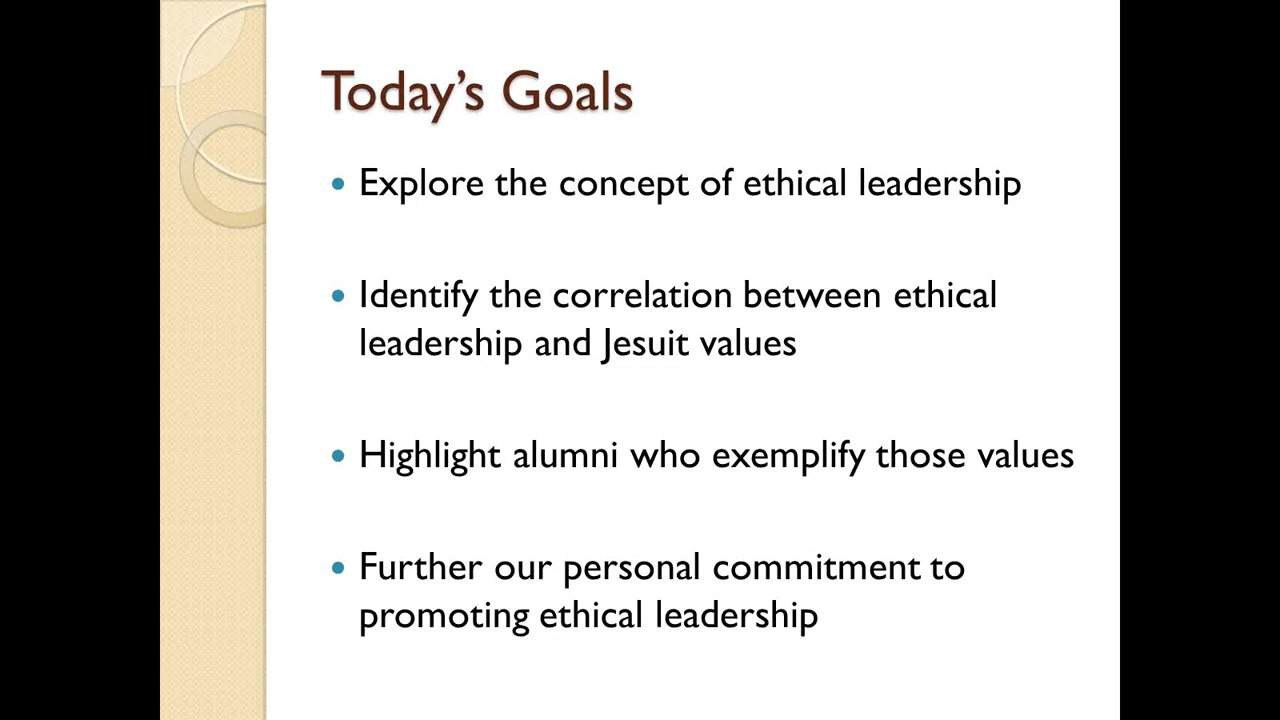 Today’s Goals
• Explore the concept of ethical leadership
• Identify the correlation between ethical
leadership and Jesuit values
• Highlight alumni who exemplify those values
• Further our personal commitment to
promoting ethical leadership